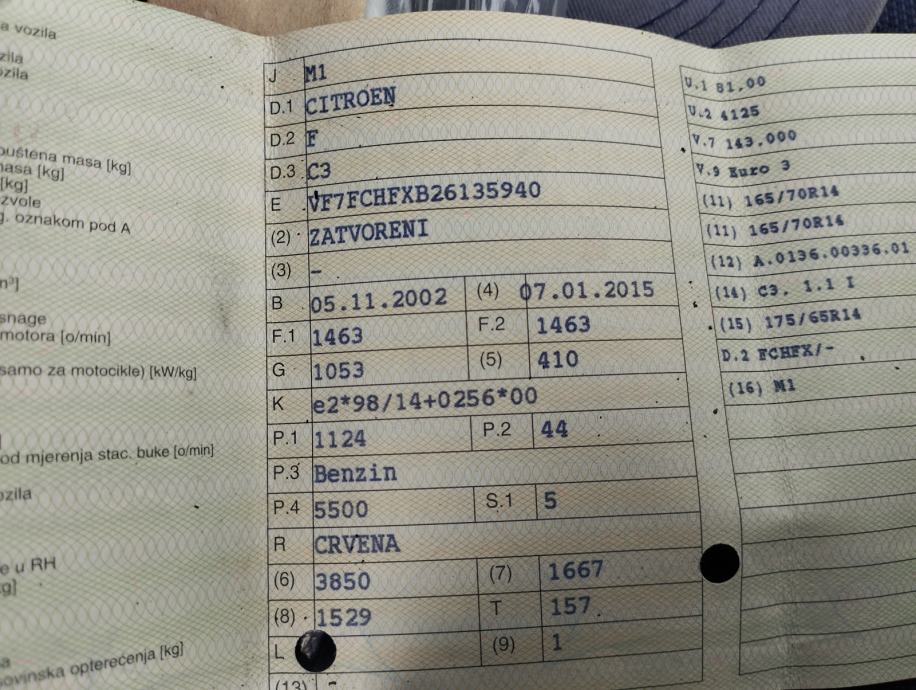 a vozila
zila
ozila
ouštena masa [kg]
masa [kg]
[kg]
zvole
g. oznakom pod A
m³]
snage
motora [o/min]
samo za motocikle) [kW/kg]
od mjerenja stac. buke [o/min]
ozila
e u RH
kg]
a
sovinska opterećenja [kg]
J M1
D.1 CITROEN
D.2 F
D.3 C3
E VF7FCHFXB26135940
(2) ZATVORENI
(3) –
B 05.11.2002 (4) 07.01.2015
F.1 1463 F.2 1463
G 1053 (5) 410
K e2*98/14+0256*00
P.1 1124 P.2 44
P.3 Benzin
P.4 5500 S.1 5
R CRVENA
(6) 3850 (7) 1667
(8) 1529 T 157
L (9) 1
(13) -
U.1 81,00
U.2 4125
V.7 143,000
V.9 Euro 3
(11) 165/70R14
(11) 165/70R14
(12) A.0136.00336.01
(14) C3. 1.1 I
(15) 175/65R14
D.2 FCHFX/-
(16) M1